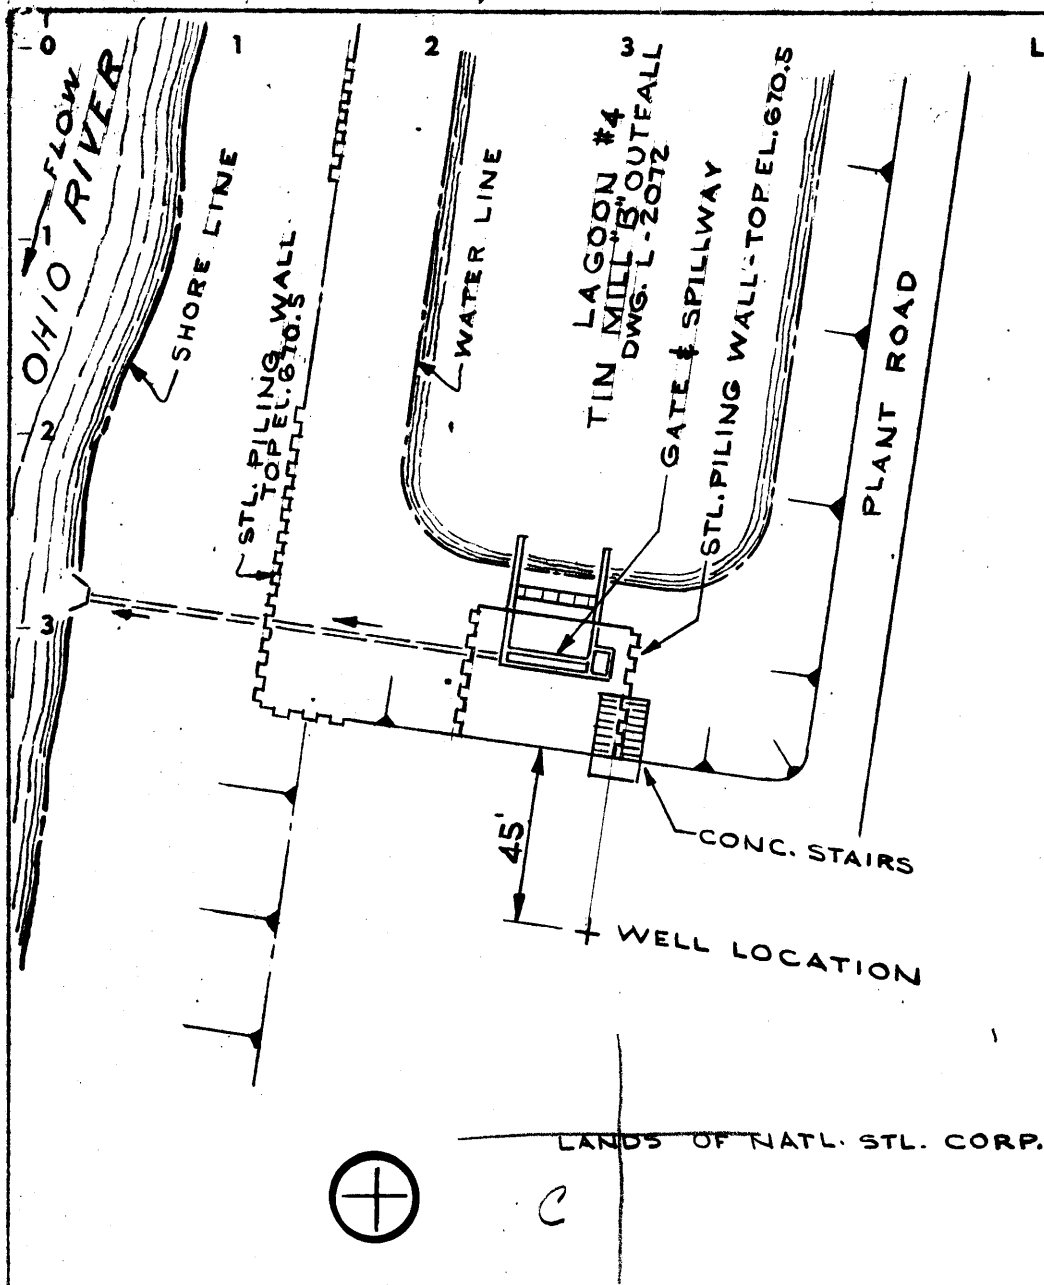 0 1 2 3 L
FLOW
OHIO RIVER
1
2
3
SHORE LINE
STL. PILING WALL
TOP EL. 670.5
WATER LINE
TIN LAGOON #4
MILL "B" OUTFALL
DWG. L-2072
GATE & SPILLWAY
STL. PILING WALL-TOP EL. 670.5
PLANT ROAD
45'
CONC. STAIRS
WELL LOCATION
LANDS OF NATL. STL. CORP.
C